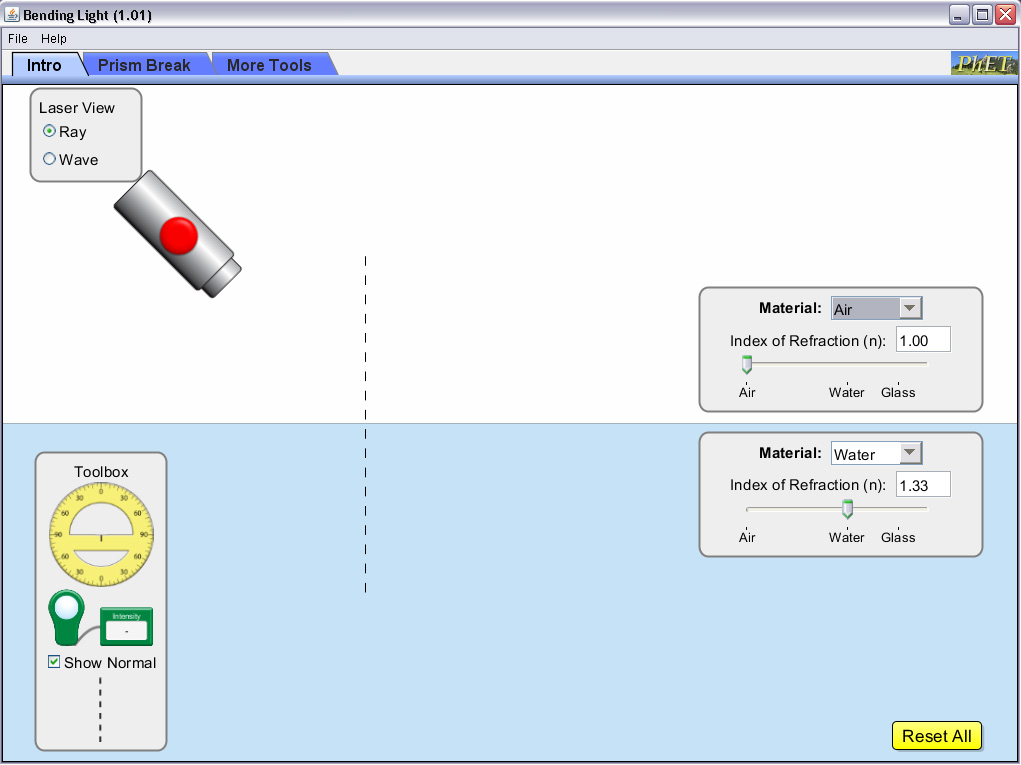 Bending Light (1.01)
File Help
Intro Prism Break More Tools
PhET
Laser View
Ray
Wave
Material: Air
Index of Refraction (n): 1.00
Air Water Glass
Material: Water
Index of Refraction (n): 1.33
Air Water Glass
Toolbox
0
30 30
60 60
90 90
60 60
30 30
0
Intensity
-
Show Normal
Reset All